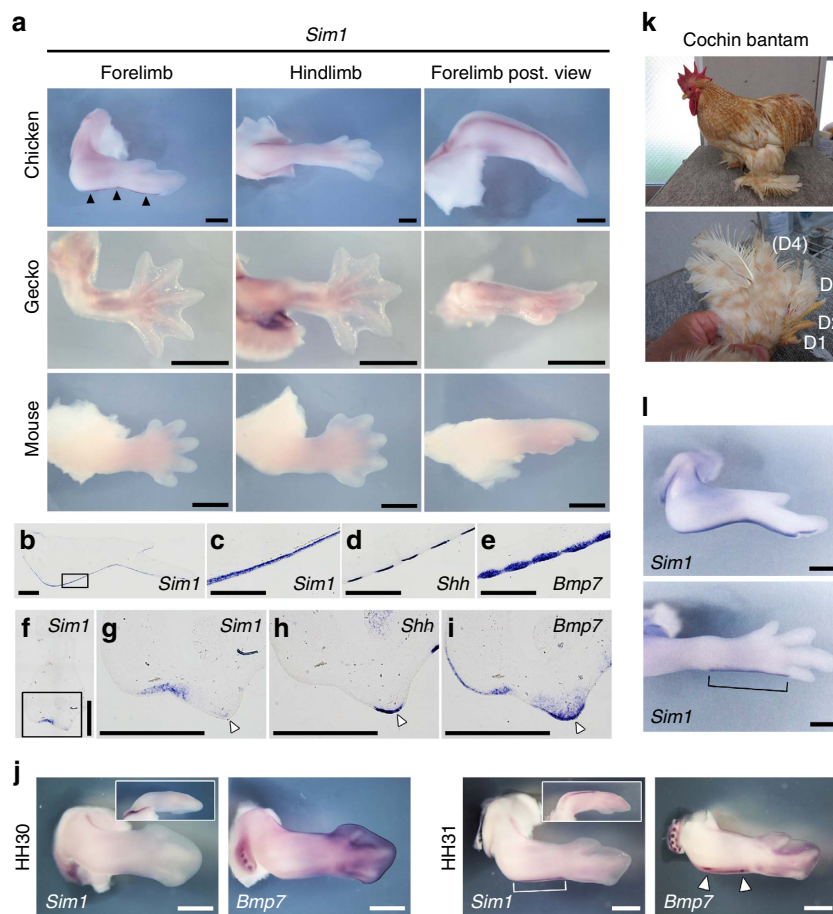 a
Sim1
Forelimb Hindlimb Forelimb post. view
Chicken
Gecko
Mouse
b Sim1 c Sim1 d Shh e Bmp7
f Sim1 g Sim1 h Shh i Bmp7
j
HH30 Sim1 Bmp7
HH31 Sim1 Bmp7
k
Cochin bantam
(D4)
D1
l
Sim1
Sim1